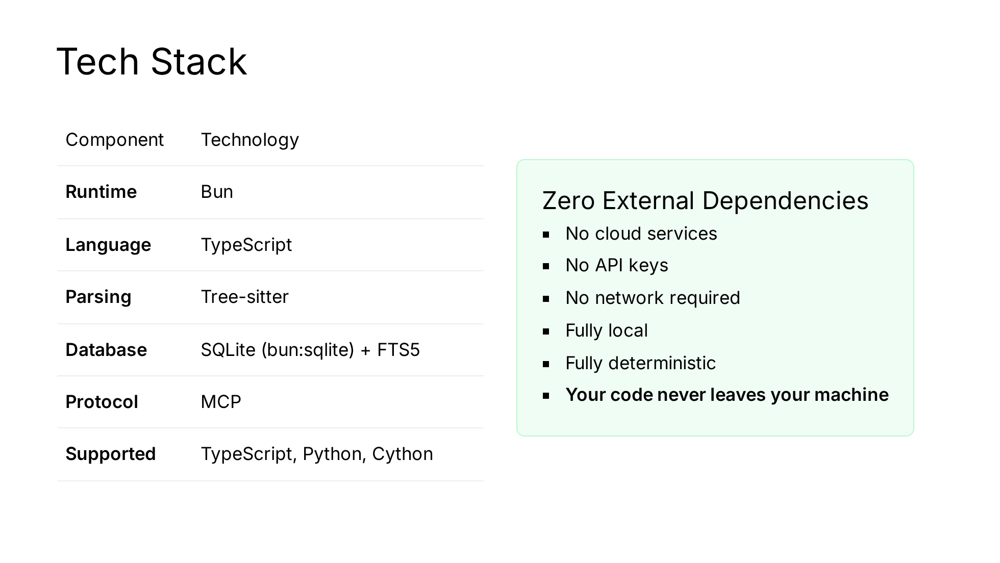 Tech Stack
Component Technology
Runtime Bun
Language TypeScript
Parsing Tree-sitter
Database SQLite (bun:sqlite) + FTS5
Protocol MCP
Supported TypeScript, Python, Cython
Zero External Dependencies
▪ No cloud services
▪ No API keys
▪ No network required
▪ Fully local
▪ Fully deterministic
▪ Your code never leaves your machine